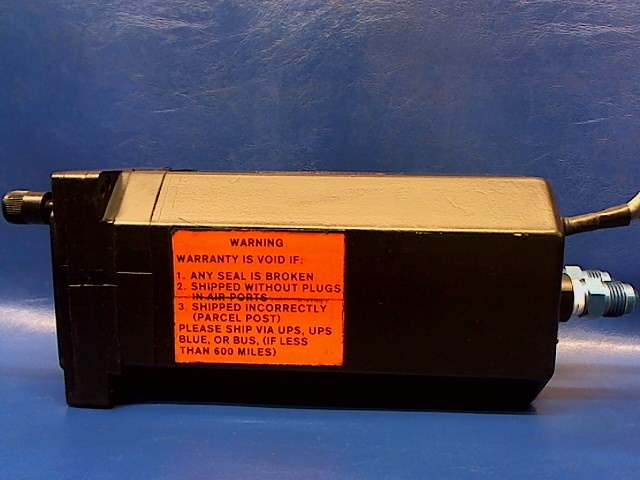 WARNING
WARRANTY IS VOID IF:
1. ANY SEAL IS BROKEN
2. SHIPPED WITHOUT PLUGS
IN AIR PORTS
3. SHIPPED INCORRECTLY
(PARCEL POST)
PLEASE SHIP VIA UPS, UPS
BLUE, OR BUS, (IF LESS
THAN 600 MILES)